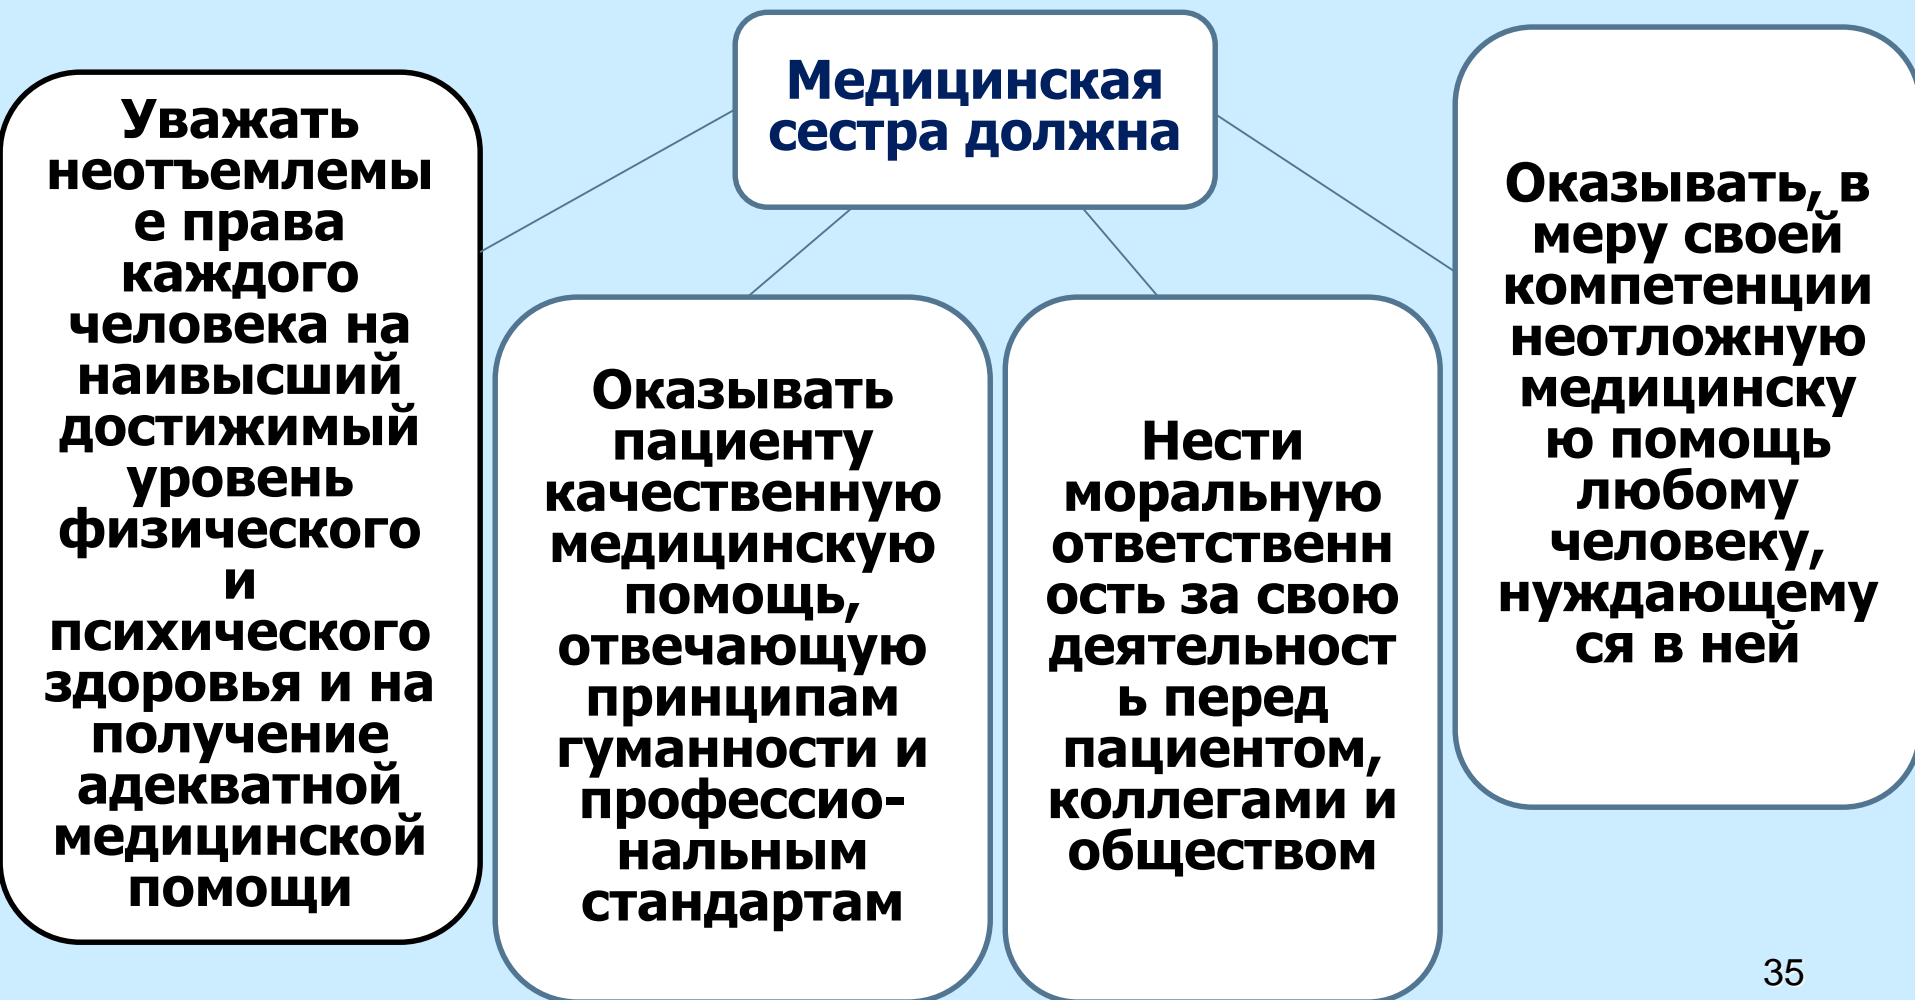 Медицинская
сестра должна
Уважать
неотъемлемы
е права
каждого
человека на
наивысший
достижимый
уровень
физического
и
психического
здоровья и на
получение
адекватной
медицинской
помощи
Оказывать
пациенту
качественную
медицинскую
помощь,
отвечающую
принципам
гуманности и
профессио-
нальным
стандартам
Нести
моральную
ответственн
ость за свою
деятельност
ь перед
пациентом,
коллегами и
обществом
Оказывать, в
меру своей
компетенции
неотложную
медицинску
ю помощь
любому
человеку,
нуждающему
ся в ней
35